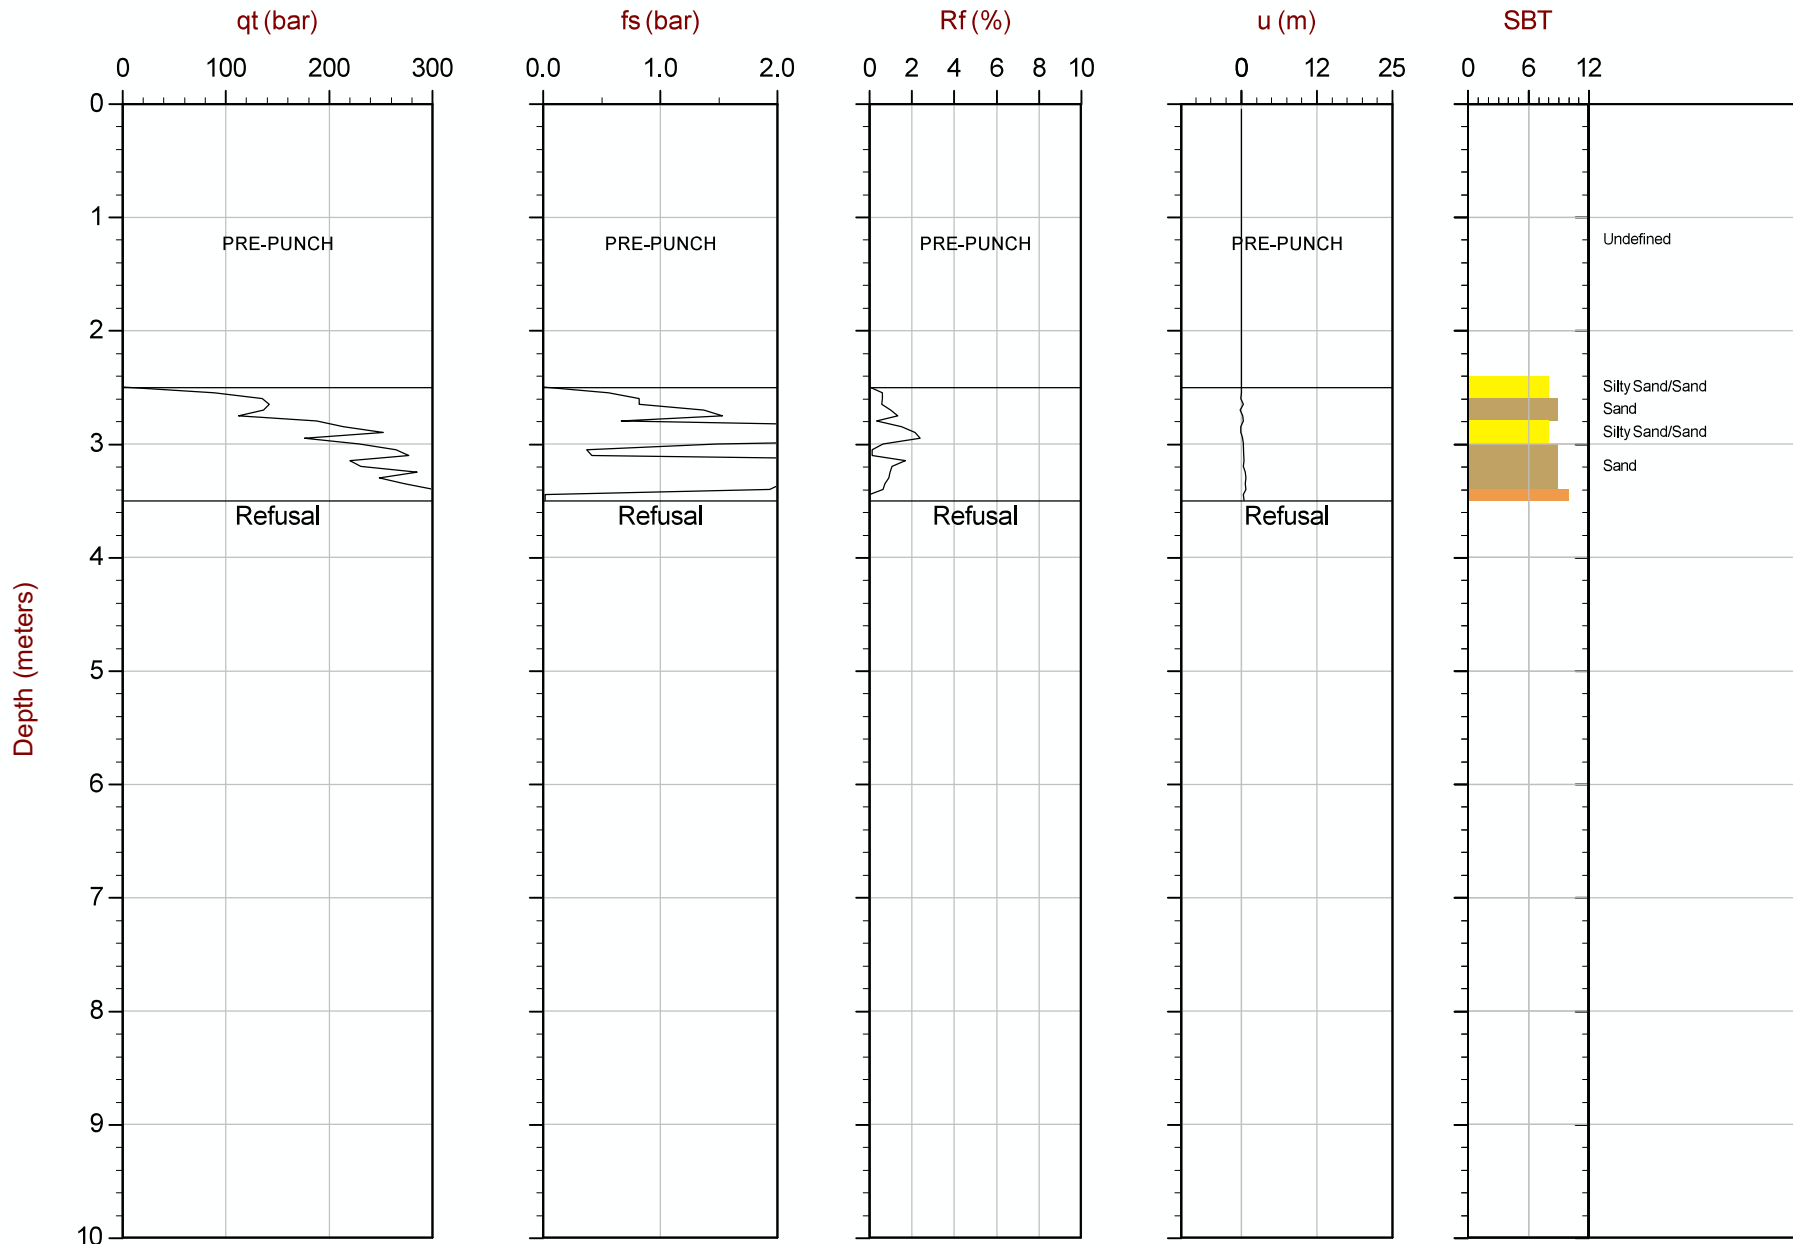 qt (bar) fs (bar) Rf (%) u (m) SBT
0 100 200 300 0.0 1.0 2.0 0 2 4 6 8 10 0 12 25 0 6 12
0
1
PRE-PUNCH PRE-PUNCH PRE-PUNCH PRE-PUNCH Undefined
2
Silty Sand/Sand
Sand
Silty Sand/Sand
3
Sand
Refusal Refusal Refusal Refusal
4
5
6
7
8
9
10
Depth (meters)